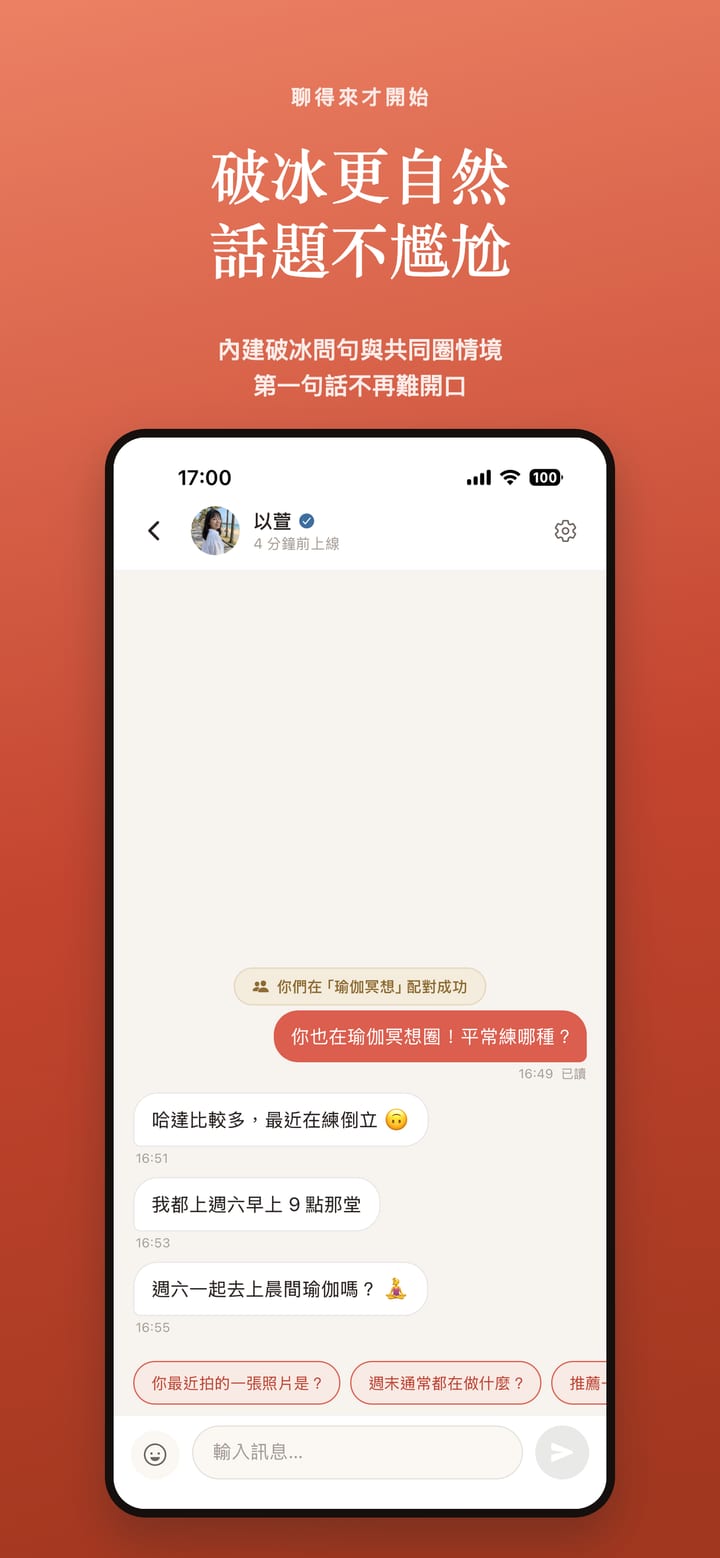 聊得來才開始
破冰更自然
話題不尷尬
內建破冰問句與共同圈情境
第一句話不再難開口
17:00
100
以萱
4 分鐘前上線
你們在「瑜伽冥想」配對成功
你也在瑜伽冥想圈！平常練哪種？
16:49 已讀
哈達比較多，最近在練倒立 🙃
16:51
我都上週六早上 9 點那堂
16:53
週六一起去上晨間瑜伽嗎？ 🧘
16:55
你最近拍的一張照片是？ 週末通常都在做什麼？ 推薦
輸入訊息...